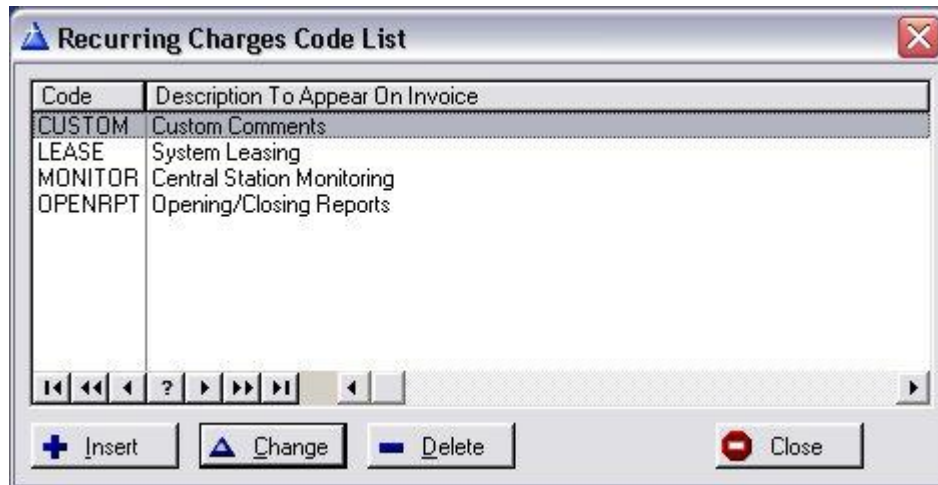 Recurring Charges Code List
Code Description To Appear On Invoice
CUSTOM Custom Comments
LEASE System Leasing
MONITOR Central Station Monitoring
OPENRPT Opening/Closing Reports
?
Insert Change Delete Close